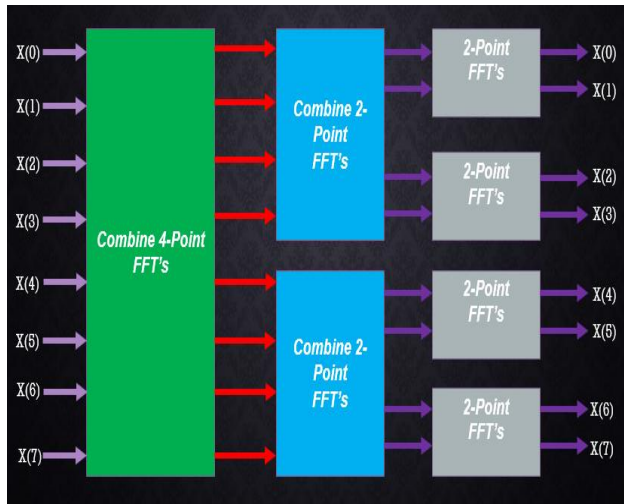 X(0)
X(1)
X(2)
X(3)
X(4)
X(5)
X(6)
X(7)
Combine 4-Point
FFT's
Combine 2-
Point
FFT's
Combine 2-
Point
FFT's
2-Point
FFT's
2-Point
FFT's
2-Point
FFT's
2-Point
FFT's
X(0)
X(1)
X(2)
X(3)
X(4)
X(5)
X(6)
X(7)